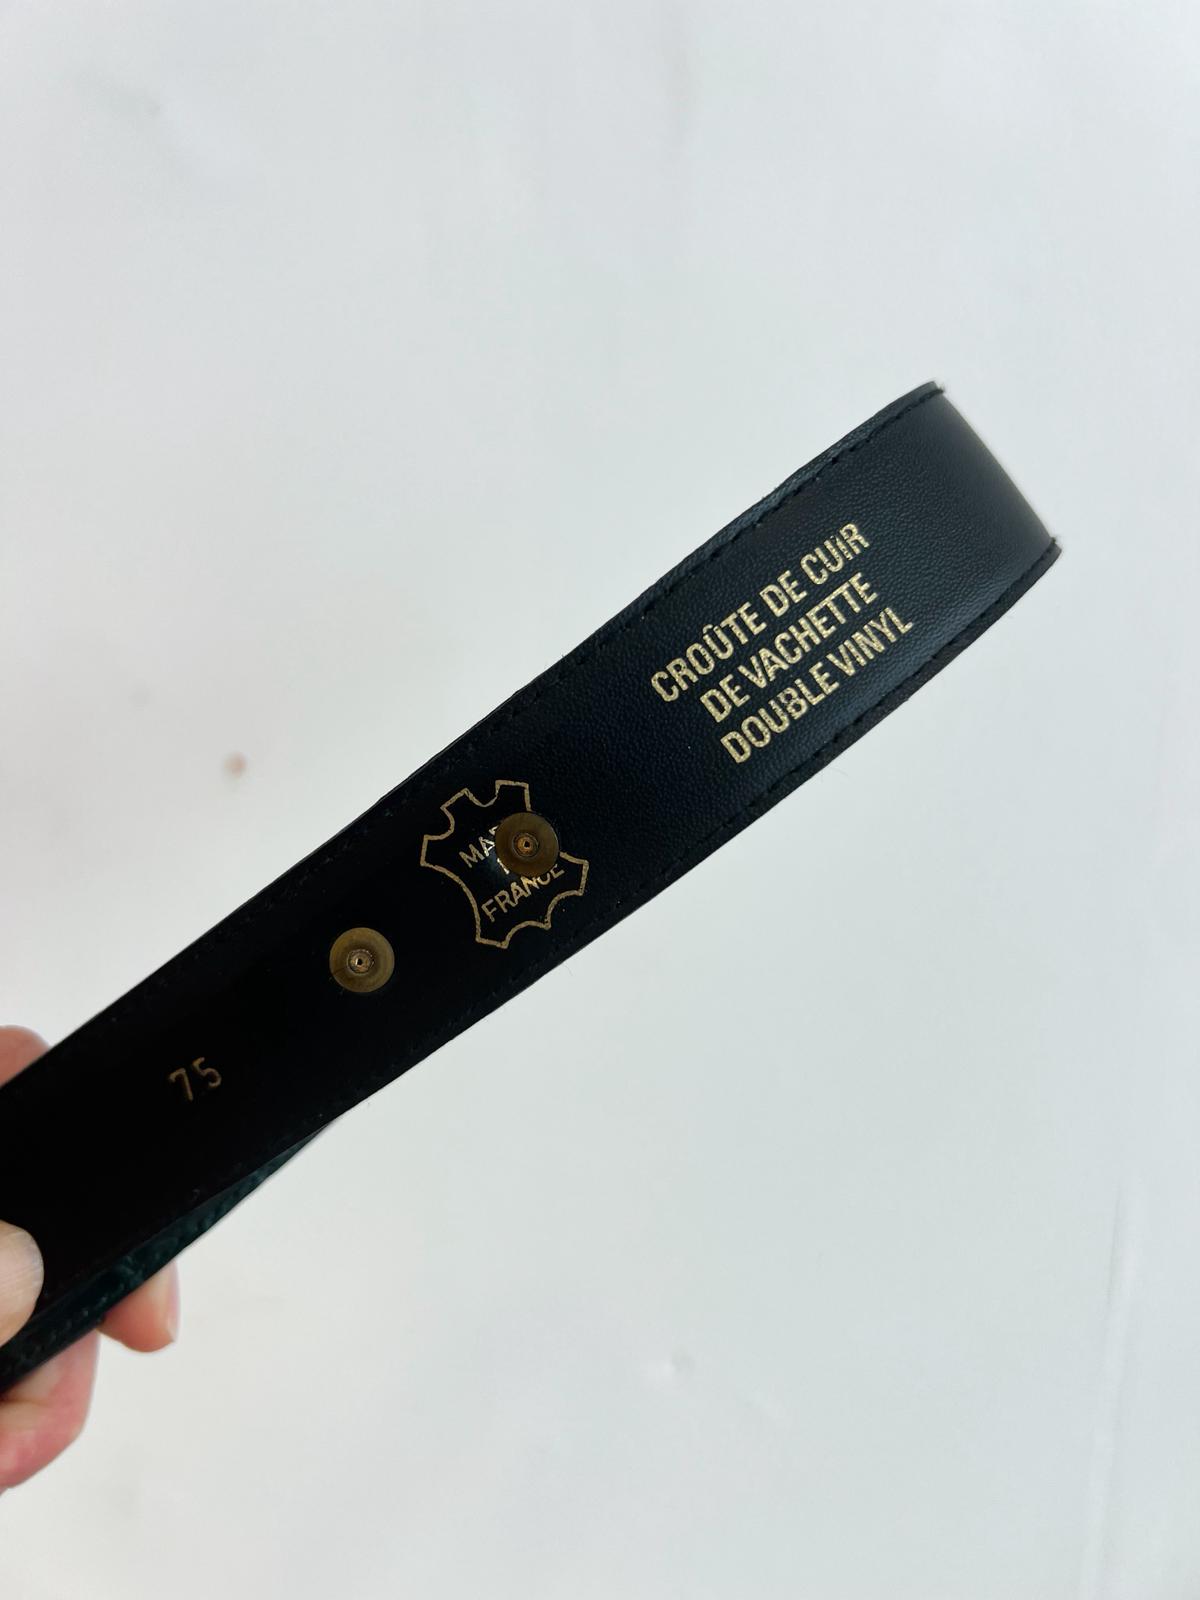 CROÛTE DE CUIR
DE VACHETTE
DOUBLE VINYL
FRANCE
75